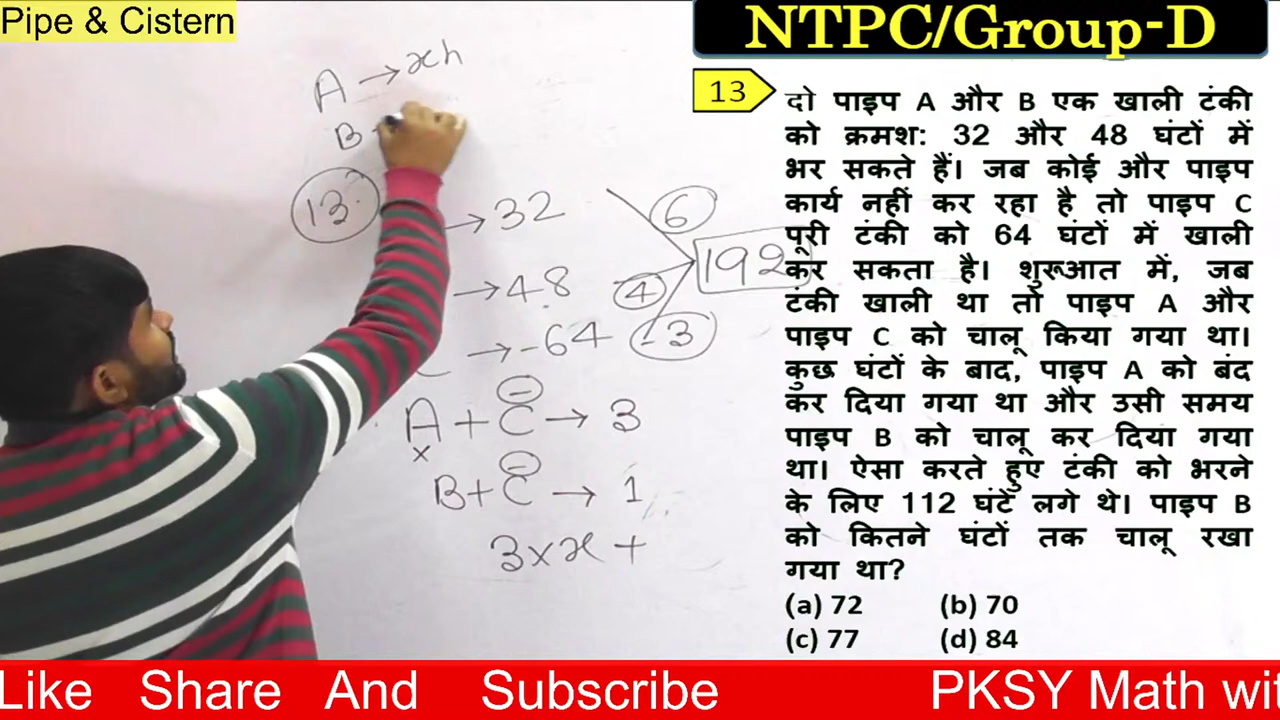 Pipe & Cistern
NTPC/Group-D
A → xh
B
13.
→ 32
6
192
→ 48
4
→ -64
-3
A + C → 3
x
B + C → 1
3 x x +
13
दो पाइप A और B एक खाली टंकी
को क्रमश: 32 और 48 घंटों में
भर सकते हैं। जब कोई और पाइप
कार्य नहीं कर रहा है तो पाइप C
पूरी टंकी को 64 घंटों में खाली
कर सकता है। शुरूआत में, जब
टंकी खाली था तो पाइप A और
पाइप C को चालू किया गया था।
कुछ घंटों के बाद, पाइप A को बंद
कर दिया गया था और उसी समय
पाइप B को चालू कर दिया गया
था। ऐसा करते हुए टंकी को भरने
के लिए 112 घंटे लगे थे। पाइप B
को कितने घंटों तक चालू रखा
गया था?
(a) 72 (b) 70
(c) 77 (d) 84
Like Share And Subscribe PKSY Math wit